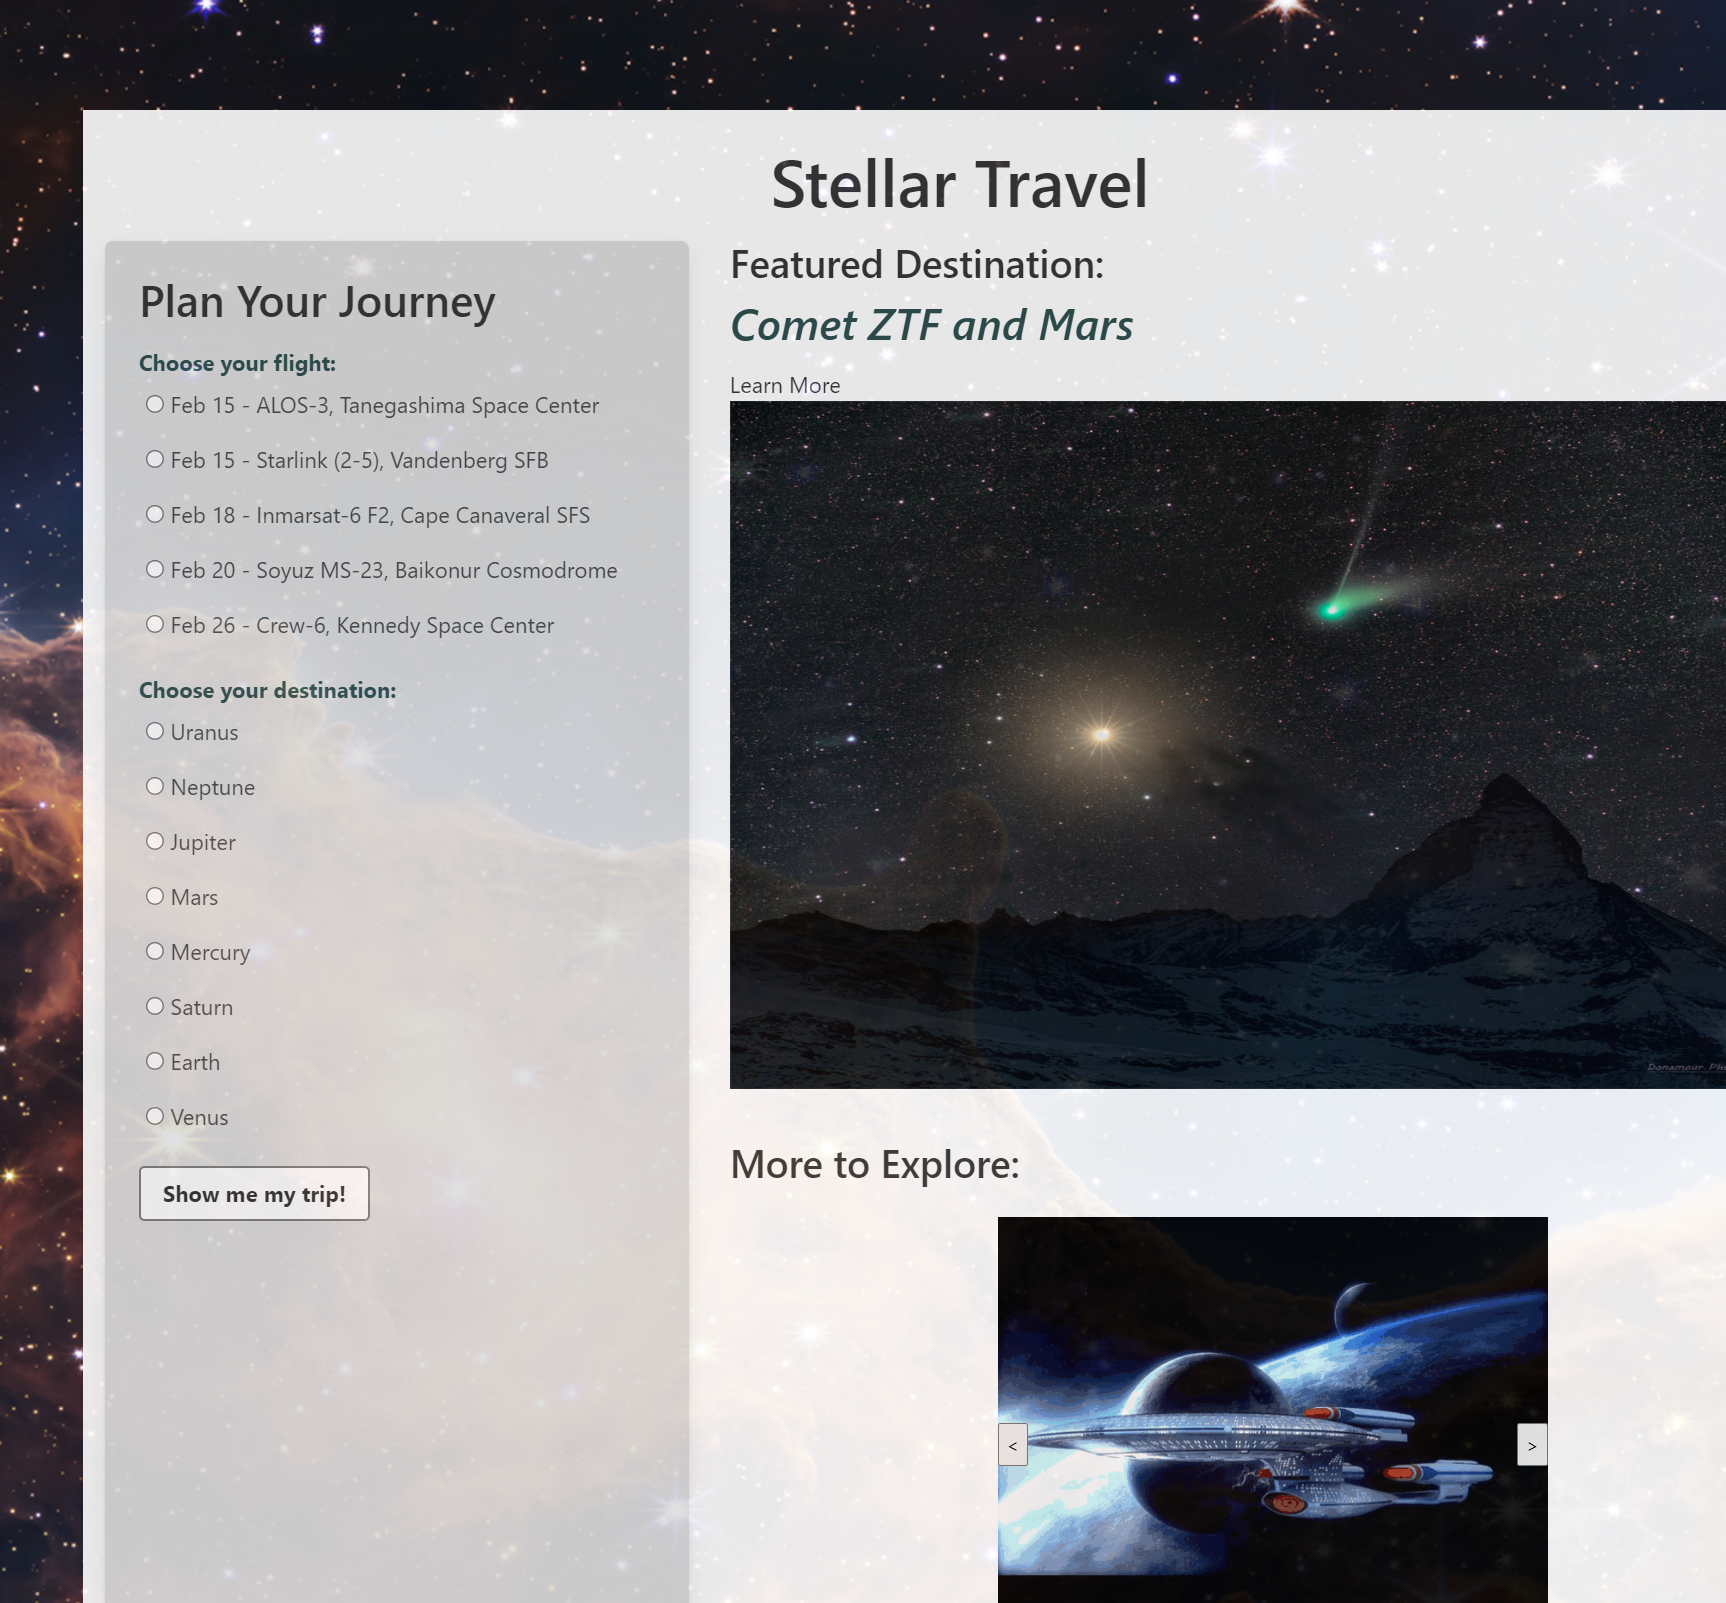 Stellar Travel
Plan Your Journey
Choose your flight:
Feb 15 - ALOS-3, Tanegashima Space Center
Feb 15 - Starlink (2-5), Vandenberg SFB
Feb 18 - Inmarsat-6 F2, Cape Canaveral SFS
Feb 20 - Soyuz MS-23, Baikonur Cosmodrome
Feb 26 - Crew-6, Kennedy Space Center
Choose your destination:
Uranus
Neptune
Jupiter
Mars
Mercury
Saturn
Earth
Venus
Show me my trip!
Featured Destination:
Comet ZTF and Mars
Learn More
More to Explore:
<
>